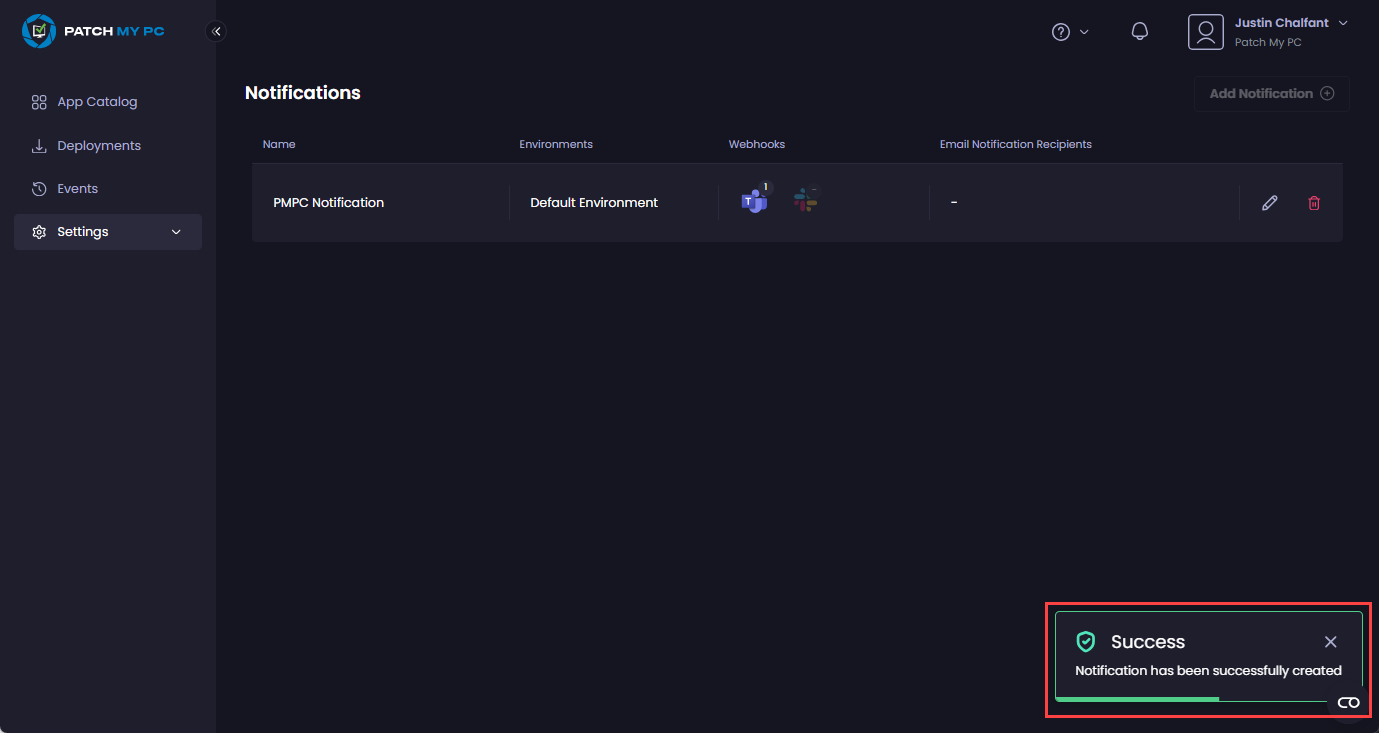 PATCH MY PC
Justin Chalfant
Patch My PC
App Catalog
Deployments
Events
Settings
Notifications
Add Notification
Name Environments Webhooks Email Notification Recipients
PMPC Notification Default Environment T 1 - -
Success
Notification has been successfully created